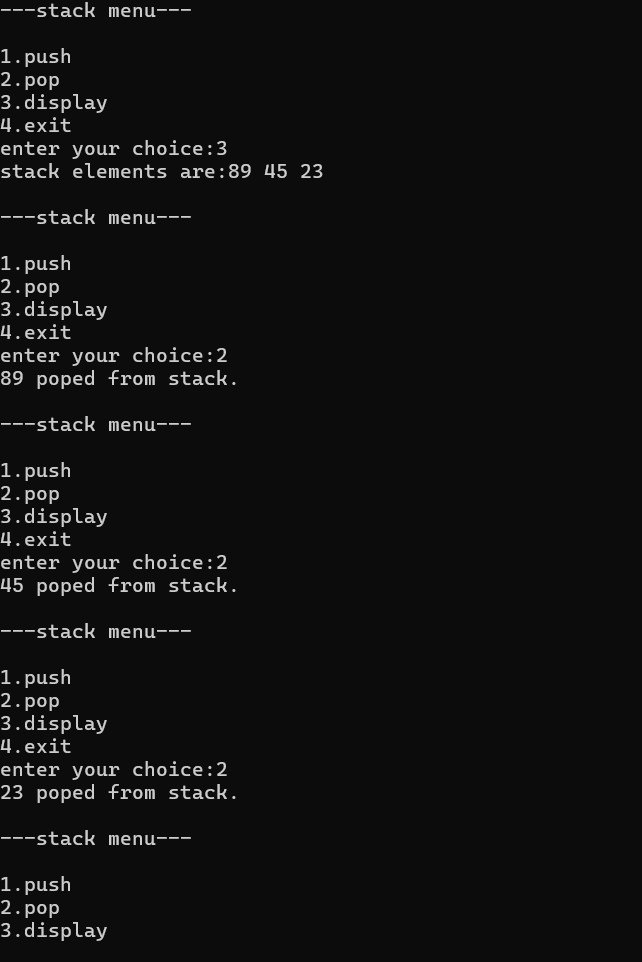 ---stack menu---
1.push
2.pop
3.display
4.exit
enter your choice:3
stack elements are:89 45 23
---stack menu---
1.push
2.pop
3.display
4.exit
enter your choice:2
89 poped from stack.
---stack menu---
1.push
2.pop
3.display
4.exit
enter your choice:2
45 poped from stack.
---stack menu---
1.push
2.pop
3.display
4.exit
enter your choice:2
23 poped from stack.
---stack menu---
1.push
2.pop
3.display